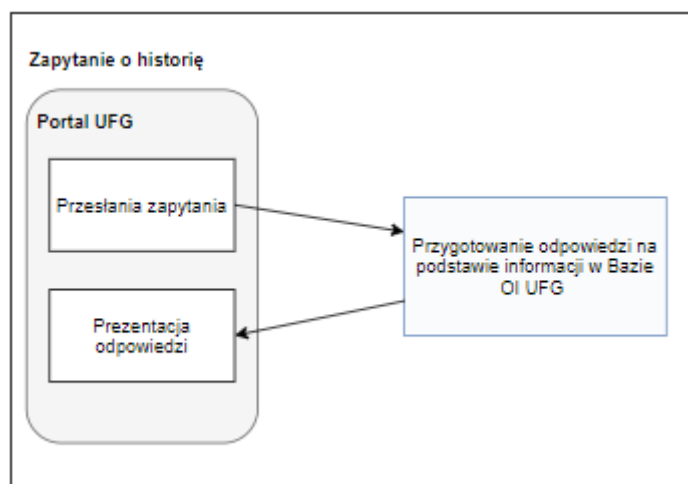 Zapytanie o historię
Portal UFG
Przesłania zapytania
Przygotowanie odpowiedzi na
podstawie informacji w Bazie
OI UFG
Prezentacja
odpowiedzi